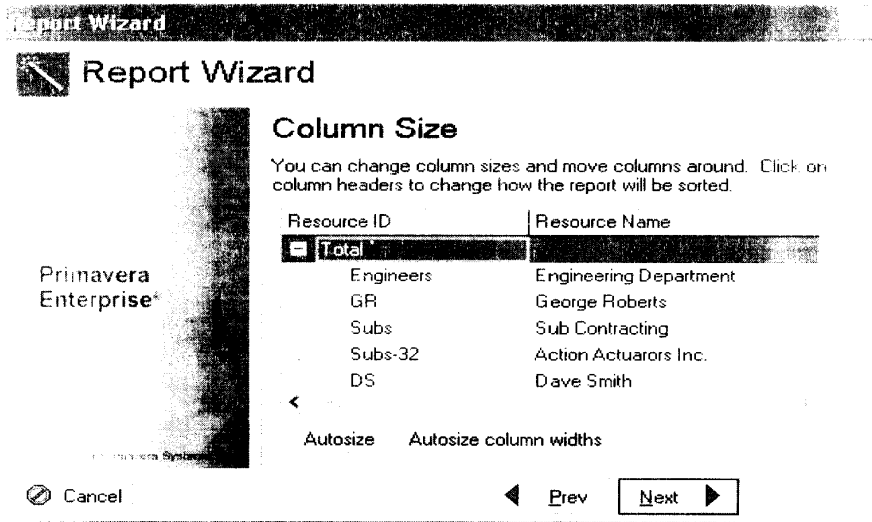 Report Wizard
Report Wizard
Column Size
You can change column sizes and move columns around. Click on
column headers to change how the report will be sorted.
Resource ID Resource Name
Total
Engineers Engineering Department
GR George Roberts
Subs Sub Contracting
Subs-32 Action Actuarors Inc.
DS Dave Smith
Primavera
Enterprise
Autosize Autosize column widths
Cancel Prev Next